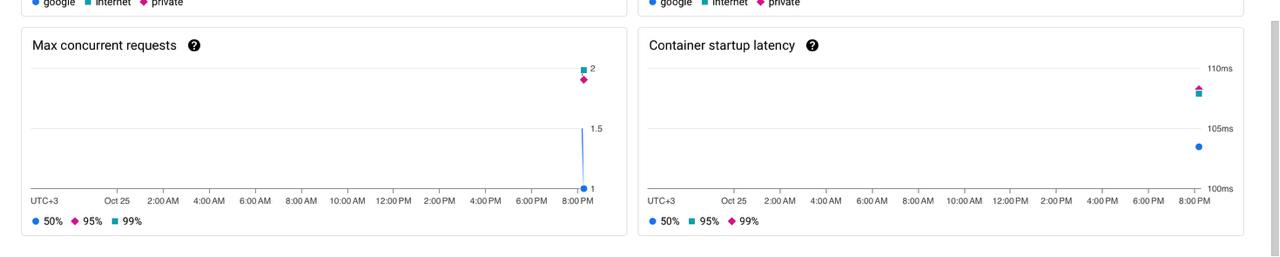 google internet private
google internet private
Max concurrent requests ?
2
1.5
1
UTC+3 Oct 25 2:00 AM 4:00 AM 6:00 AM 8:00 AM 10:00 AM 12:00 PM 2:00 PM 4:00 PM 6:00 PM 8:00 PM
50% 95% 99%
Container startup latency ?
110ms
105ms
100ms
UTC+3 Oct 25 2:00 AM 4:00 AM 6:00 AM 8:00 AM 10:00 AM 12:00 PM 2:00 PM 4:00 PM 6:00 PM 8:00 PM
50% 95% 99%